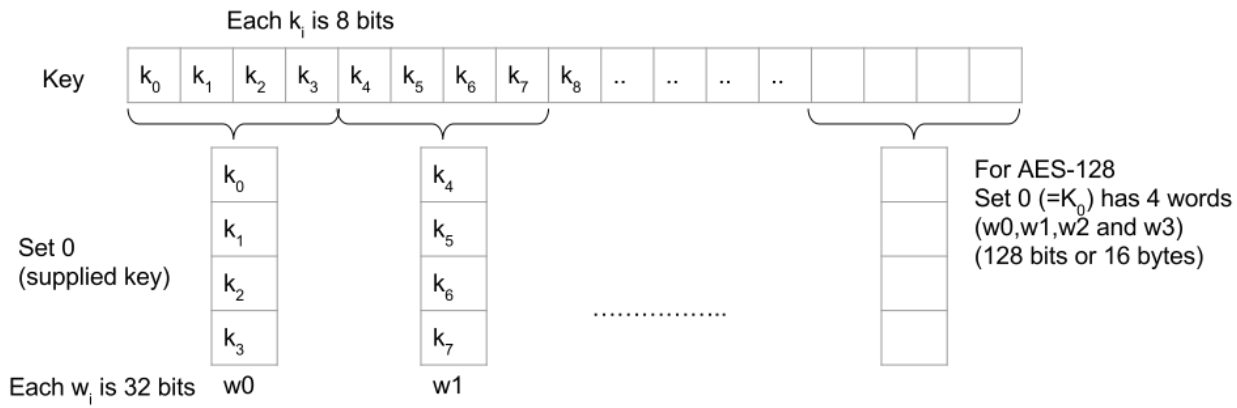 Each kᵢ is 8 bits
Key k₀ k₁ k₂ k₃ k₄ k₅ k₆ k₇ k₈ .. .. .. ..
k₀ k₄
k₁ k₅
k₂ k₆
k₃ k₇
Set 0
(supplied key)
................
For AES-128
Set 0 (=K₀) has 4 words
(w0,w1,w2 and w3)
(128 bits or 16 bytes)
Each wᵢ is 32 bits w0 w1